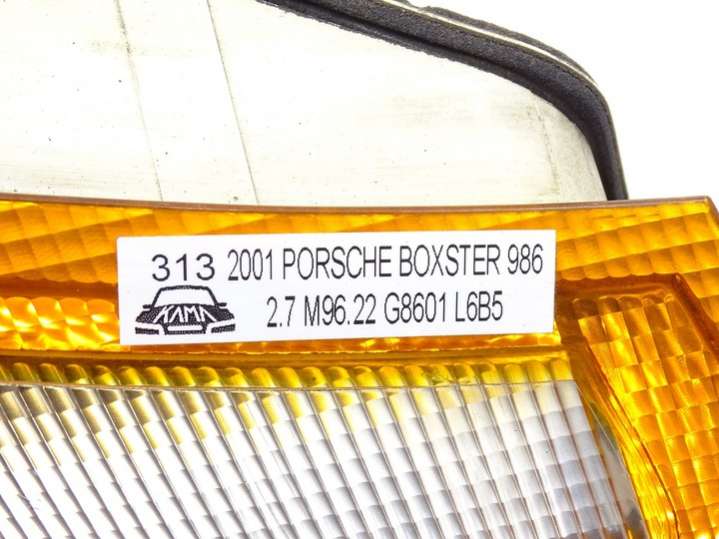 313 2001 PORSCHE BOXSTER 986
KAMA 2.7 M96.22 G8601 L6B5